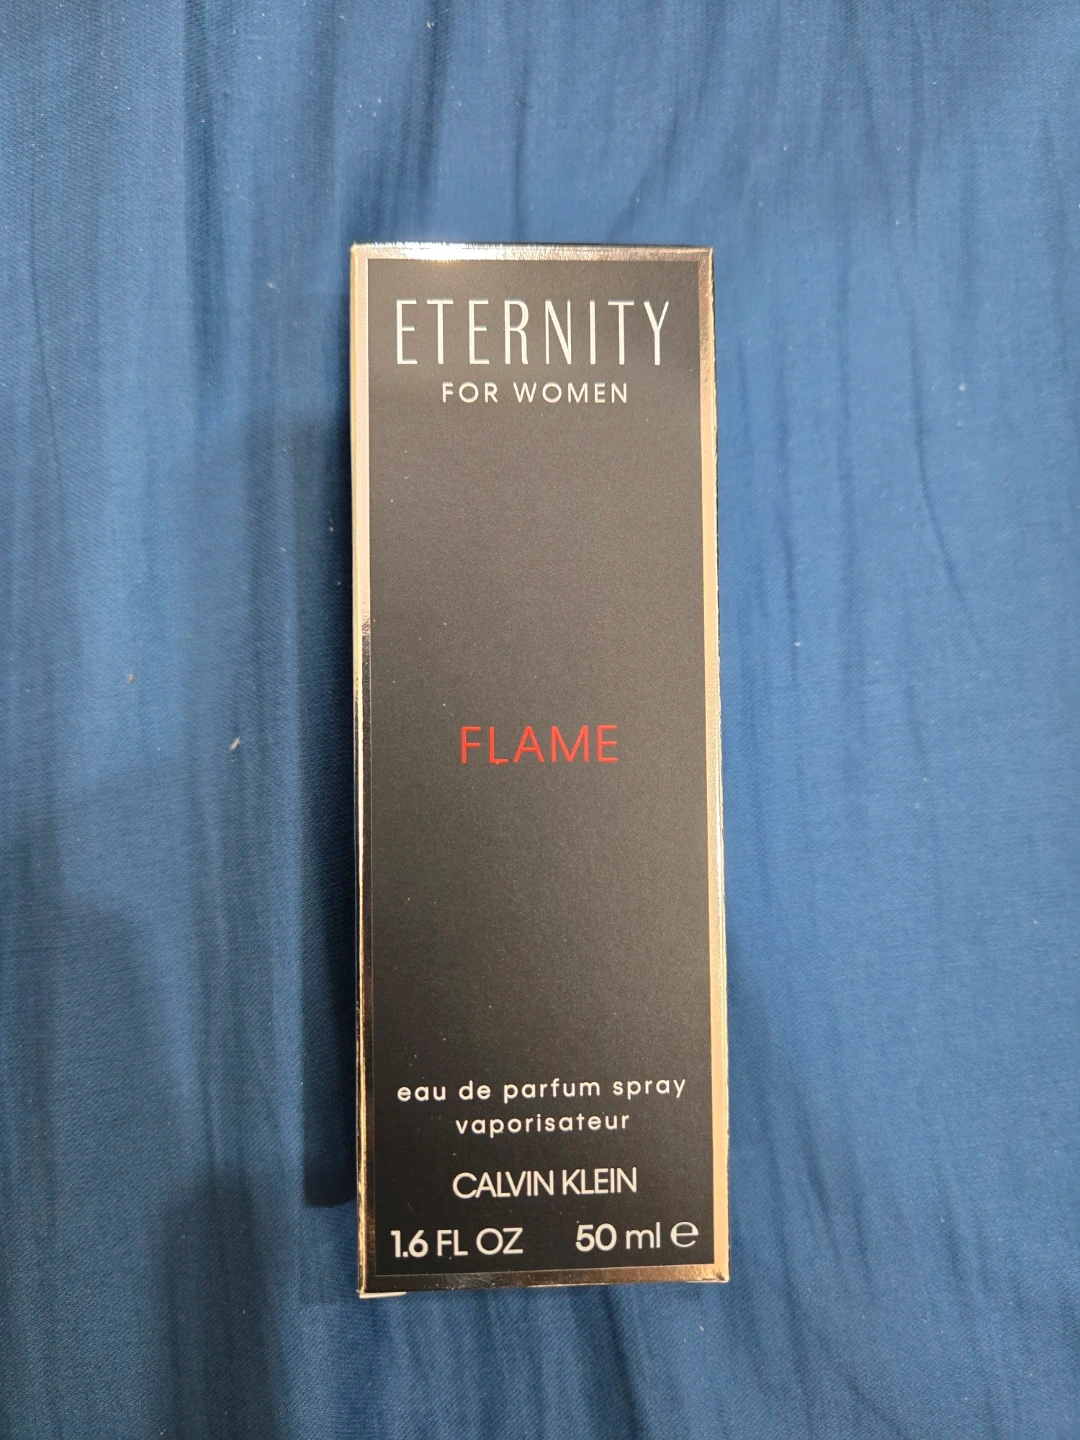 ETERNITY
FOR WOMEN
FLAME
eau de parfum spray
vaporisateur
CALVIN KLEIN
1.6 FL OZ 50 ml ℮